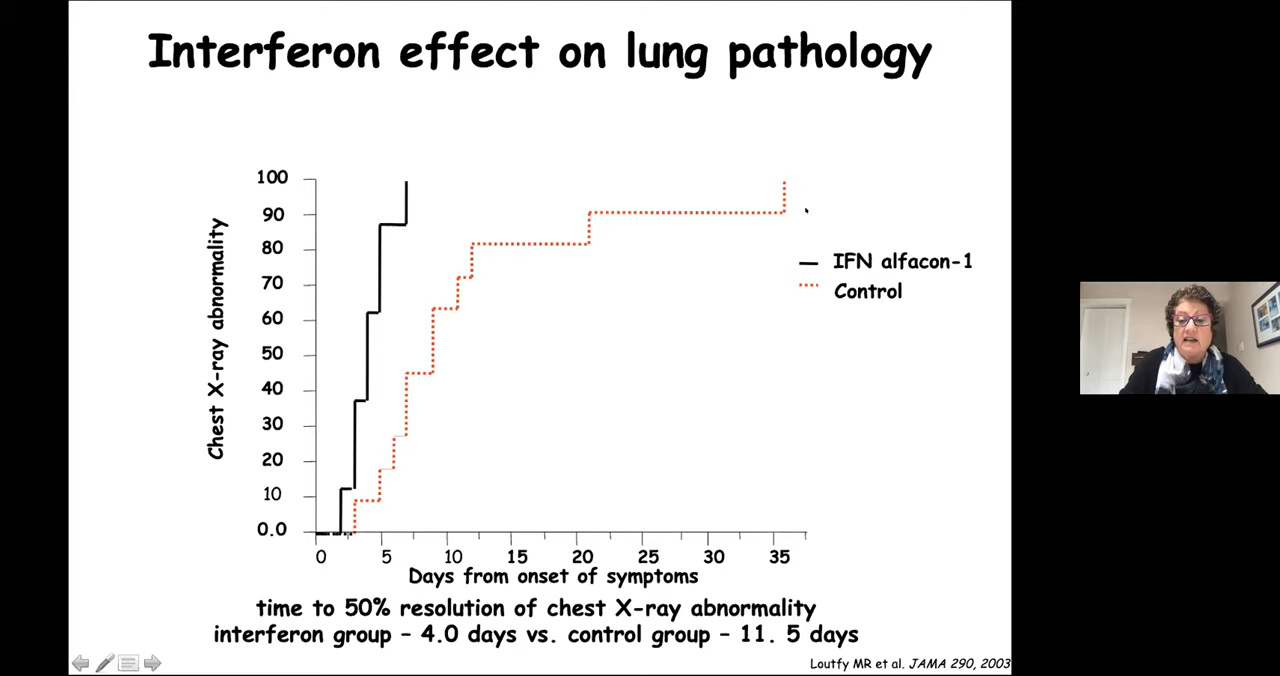 Interferon effect on lung pathology
100
90
80
70
60
50
40
30
20
10
0.0
Chest X-ray abnormality
IFN alfacon-1
Control
0 5 10 15 20 25 30 35
Days from onset of symptoms
time to 50% resolution of chest X-ray abnormality
interferon group - 4.0 days vs. control group - 11. 5 days
Loutfy MR et al. JAMA 290, 2003